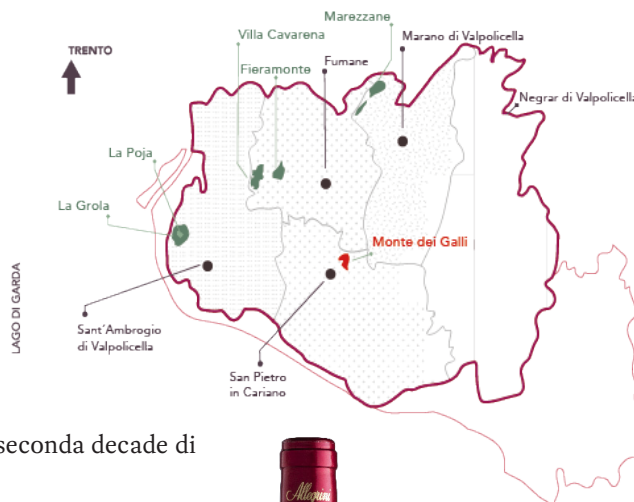 Marezzane
Villa Cavarena
Marano di Valpolicella
TRENTO
Fieramonte
Fumane
Negrar di Valpolicella
La Poja
La Grola
Monte dei Galli
LAGO DI GARDA
Sant'Ambrogio
di Valpolicella
San Pietro
in Cariano
seconda decade di
Allegrini